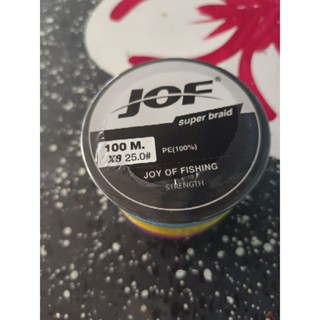 JOF®
super braid
100 M.
X8 25.0#
PE(100%)
JOY OF FISHING
STRENGTH